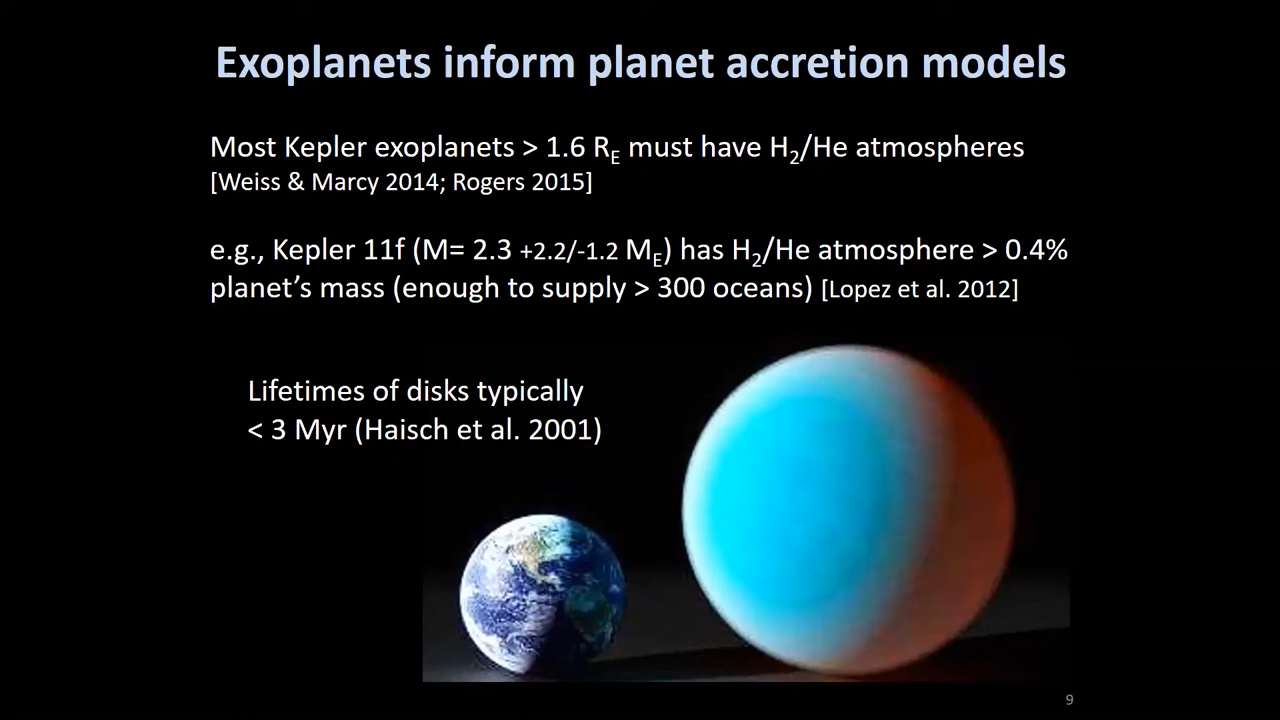 Exoplanets inform planet accretion models
Most Kepler exoplanets > 1.6 R_E must have H₂/He atmospheres
[Weiss & Marcy 2014; Rogers 2015]
e.g., Kepler 11f (M= 2.3 +2.2/-1.2 M_E) has H₂/He atmosphere > 0.4%
planet’s mass (enough to supply > 300 oceans) [Lopez et al. 2012]
Lifetimes of disks typically
< 3 Myr (Haisch et al. 2001)
9